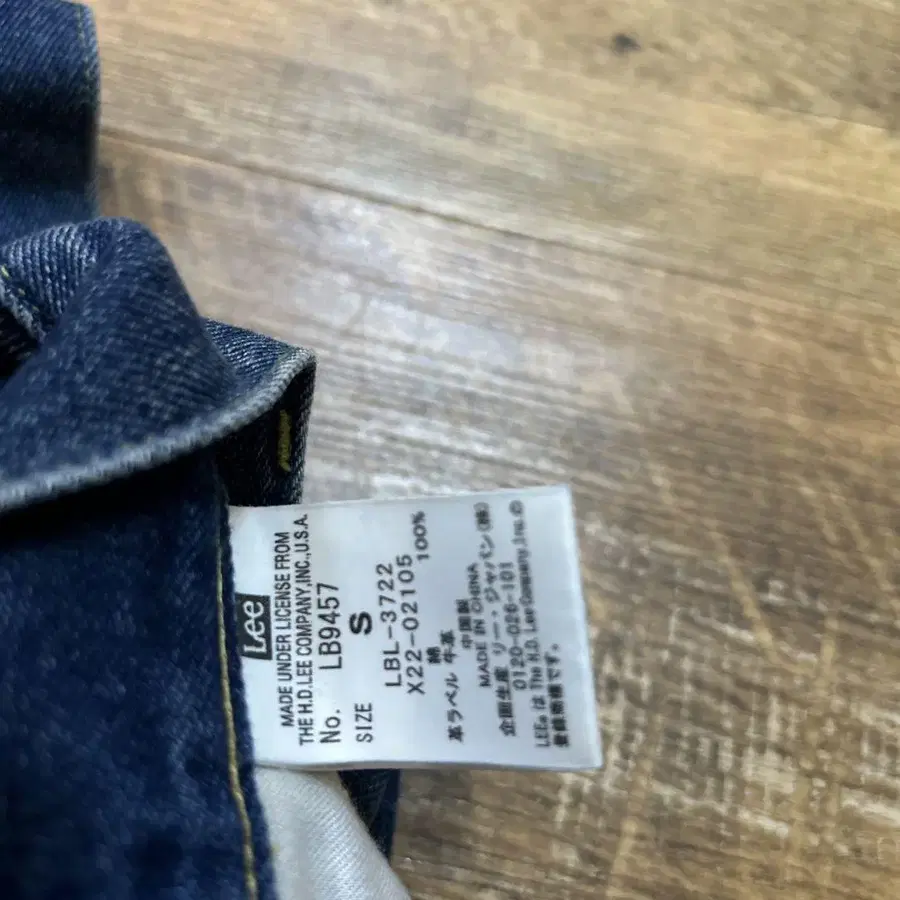 Lee
MADE UNDER LICENSE FROM
THE H.D.LEE COMPANY,INC.,U.S.A.
No. LB9457
SIZE S
LBL-3722
X22-02105
綿 100%
革ラベル 牛革
中国製
MADE IN CHINA
企画生産 リー・ジャパン(株)
0120-026-101
LEE® は The H.D. Lee Company, Inc. の
登録商標です。